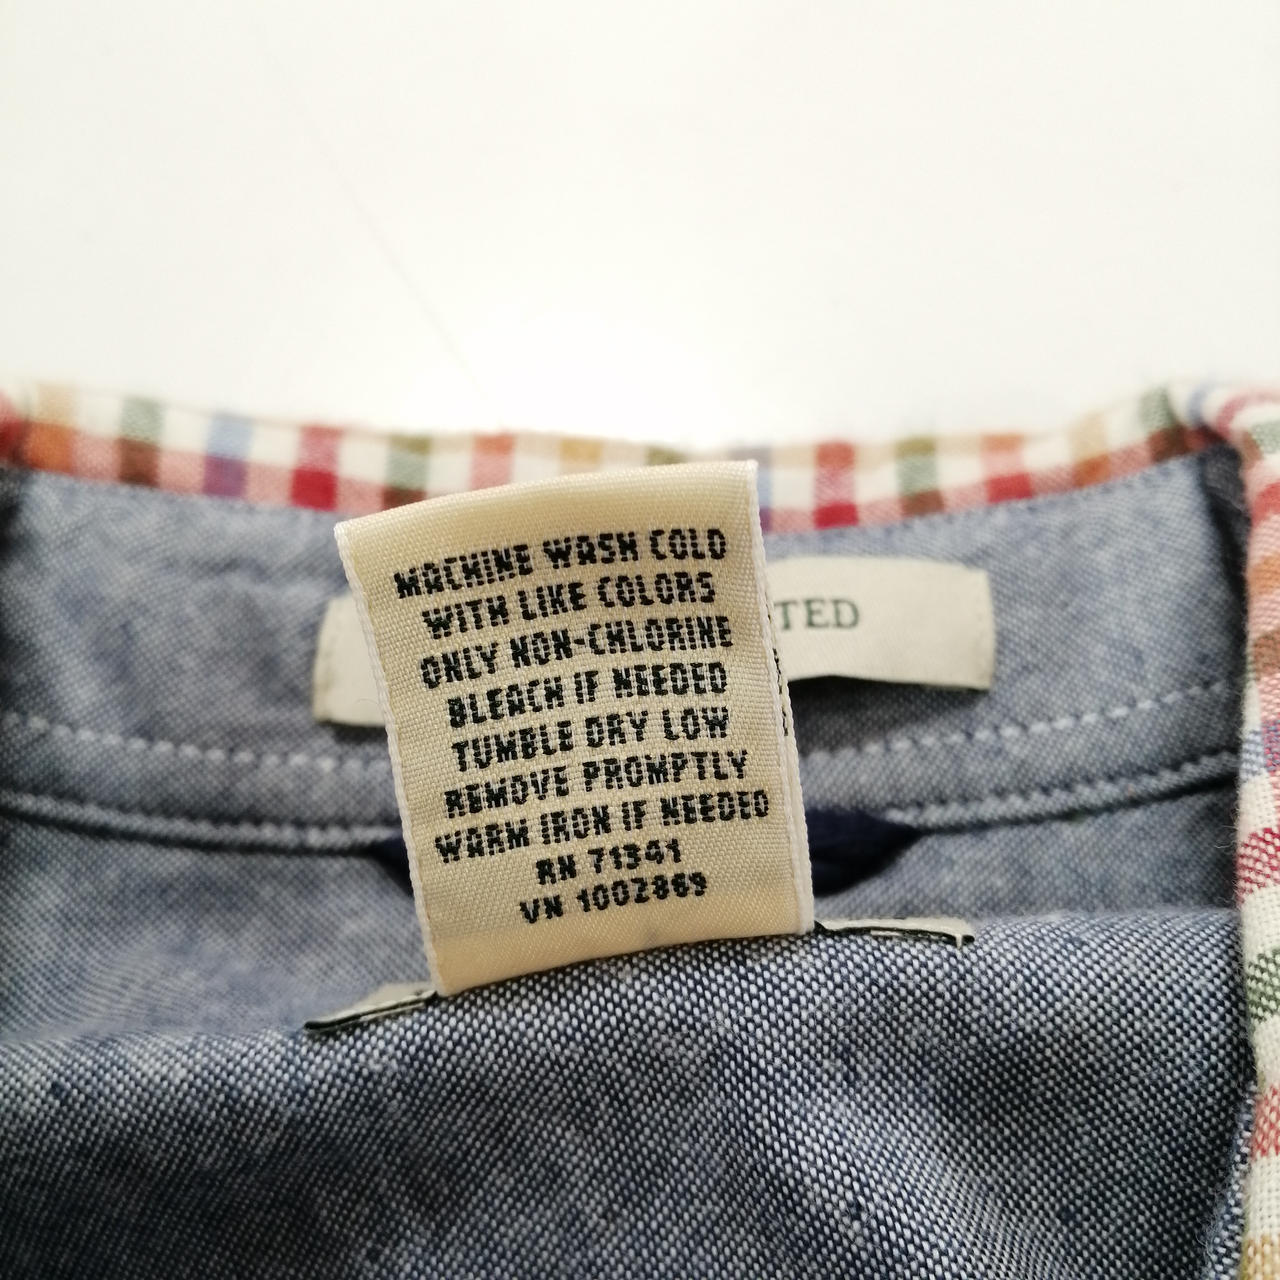 MACHINE WASH COLD
WITH LIKE COLORS
ONLY NON-CHLORINE
BLEACH IF NEEDED
TUMBLE DRY LOW
REMOVE PROMPTLY
WARM IRON IF NEEDED
RN 71341
VN 1002869
TED